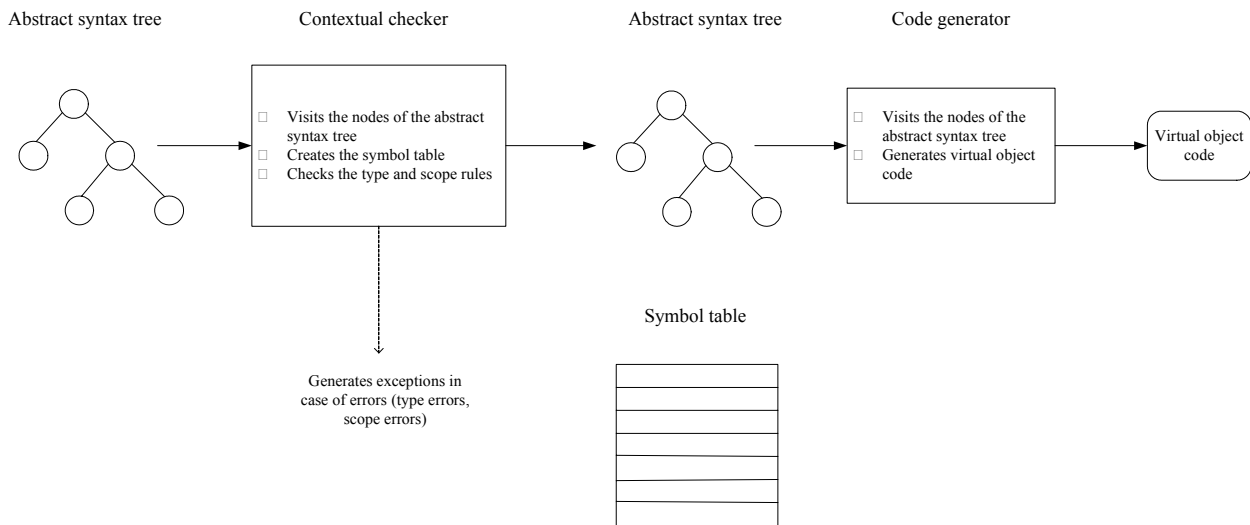 Abstract syntax tree
Contextual checker
Abstract syntax tree
Code generator
Visits the nodes of the abstract
syntax tree
Creates the symbol table
Checks the type and scope rules
Visits the nodes of the
abstract syntax tree
Generates virtual object
code
Virtual object
code
Generates exceptions in
case of errors (type errors,
scope errors)
Symbol table